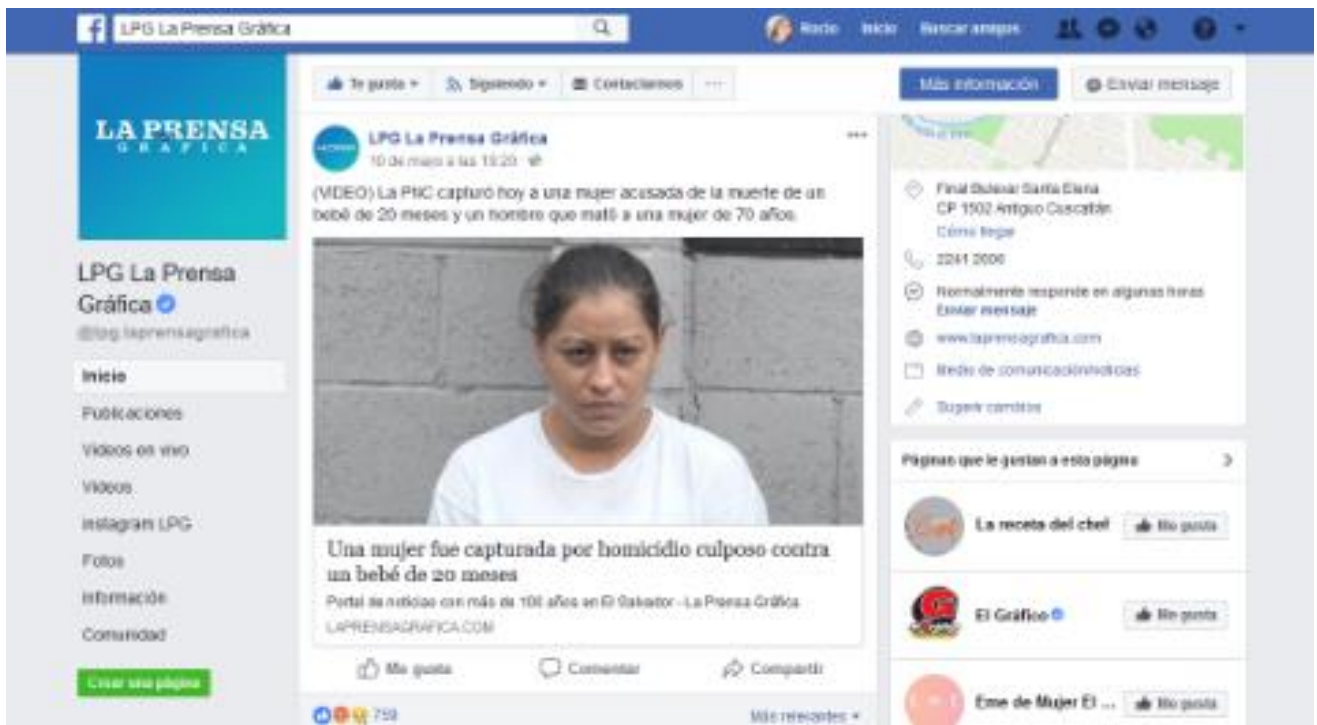 LPG La Prensa Gráfica
Rocio Inicio Buscar amigos
Te gusta Siguiendo Contactarnos ...
Más información Enviar mensaje
LA PRENSA
GRAFICA
LPG La Prensa
Gráfica
@lpg.laprensagrafica
Inicio
Publicaciones
Videos en vivo
Videos
Instagram LPG
Fotos
Información
Comunidad
Crear una página
LPG La Prensa Gráfica
10 de mayo a las
(VIDEO) La PNC capturó hoy a una mujer acusada de la muerte de un
bebé de 20 meses y un hombre que mató a una mujer de 70 años.
Una mujer fue capturada por homicidio culposo contra
un bebé de 20 meses
Portal de noticias con más de 100 años en El Salvador - La Prensa Gráfica
LAPRENSAGRAFICA.COM
Me gusta Comentar Compartir
759 Más relevantes
Final Bulevar Santa Elena
CP 1502 Antiguo Cuscatlán
Cómo llegar
2241 2000
Normalmente responde en algunas horas
Enviar mensaje
www.laprensagrafica.com
Medio de comunicación/noticias
Sugerir cambios
Páginas que le gustan a esta página
La receta del chef Me gusta
El Gráfico Me gusta
Eme de Mujer El ... Me gusta